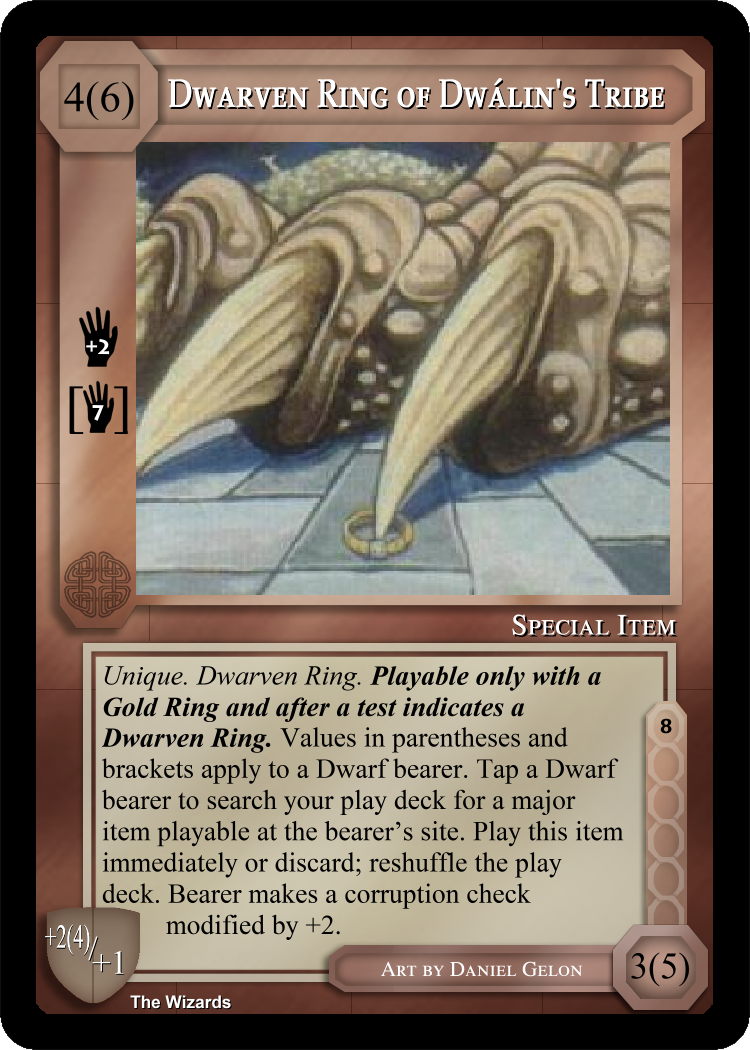 4(6)
Dwarven Ring of Dwálin's Tribe
+2
[7]
Special Item
Unique. Dwarven Ring. Playable only with a
Gold Ring and after a test indicates a
Dwarven Ring. Values in parentheses and
brackets apply to a Dwarf bearer. Tap a Dwarf
bearer to search your play deck for a major
item playable at the bearer’s site. Play this item
immediately or discard; reshuffle the play
deck. Bearer makes a corruption check
modified by +2.
8
+2(4)/+1
Art by Daniel Gelon
3(5)
The Wizards